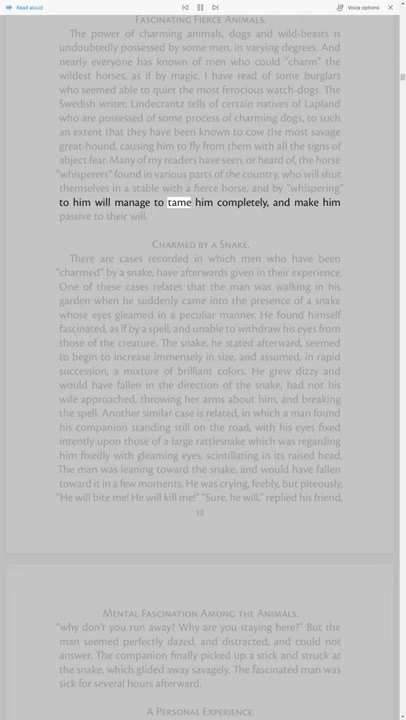 Read aloud
Voice options
FASCINATING FIERCE ANIMALS.
The power of charming animals, dogs and wild-beasts is
undoubtedly possessed by some men, in varying degrees. And
nearly everyone has known of men who could "charm" the
wildest horses, as if by magic. I have read of some burglars
who seemed able to quiet the most ferocious watch-dogs. The
Swedish writer, Lindecrantz tells of certain natives of Lapland
who are possessed of some process of charming dogs, to such
an extent that they have been known to cow the most savage
great-hound, causing him to fly from them with all the signs of
abject fear. Many of my readers have seen, or heard of, the horse
"whisperers" found in various parts of the country, who will shut
themselves in a stable with a fierce horse, and by "whispering"
to him will manage to tame him completely, and make him
passive to their will.
CHARMED BY A SNAKE.
There are cases recorded in which men who have been
"charmed" by a snake, have afterwards given in their experience.
One of these cases relates that the man was walking in his
garden when he suddenly came into the presence of a snake
whose eyes gleamed in a peculiar manner. He found himself
fascinated, as if by a spell, and unable to withdraw his eyes from
those of the creature. The snake, he stated afterward, seemed
to begin to increase immensely in size, and assumed, in rapid
succession, a mixture of brilliant colors. He grew dizzy and
would have fallen in the direction of the snake, had not his
wife approached, throwing her arms about him, and breaking
the spell. Another similar case is related, in which a man found
his companion standing still on the road, with his eyes fixed
intently upon those of a large rattlesnake which was regarding
him fixedly with gleaming eyes, scintillating in its raised head.
The man was leaning toward the snake, and would have fallen
toward it in a few moments. He was crying, feebly, but piteously,
"He will bite me! He will kill me!" "Sure, he will," replied his friend,
12
MENTAL FASCINATION AMONG THE ANIMALS.
"why don't you run away? Why are you staying here?" But the
man seemed perfectly dazed, and distracted, and could not
answer. The companion finally picked up a stick and struck at
the snake, which glided away savagely. The fascinated man was
sick for several hours afterward.
A PERSONAL EXPERIENCE.